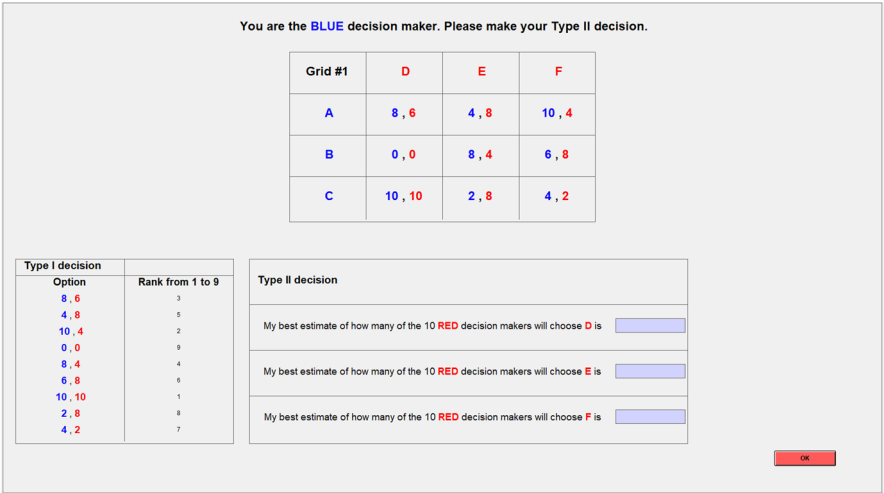 You are the BLUE decision maker. Please make your Type II decision.
Grid #1 D E F
A 8 , 6 4 , 8 10 , 4
B 0 , 0 8 , 4 6 , 8
C 10 , 10 2 , 8 4 , 2
Type I decision
Option Rank from 1 to 9
8 , 6 3
4 , 8 5
10 , 4 2
0 , 0 9
8 , 4 4
6 , 8 6
10 , 10 1
2 , 8 8
4 , 2 7
Type II decision
My best estimate of how many of the 10 RED decision makers will choose D is
My best estimate of how many of the 10 RED decision makers will choose E is
My best estimate of how many of the 10 RED decision makers will choose F is
OK